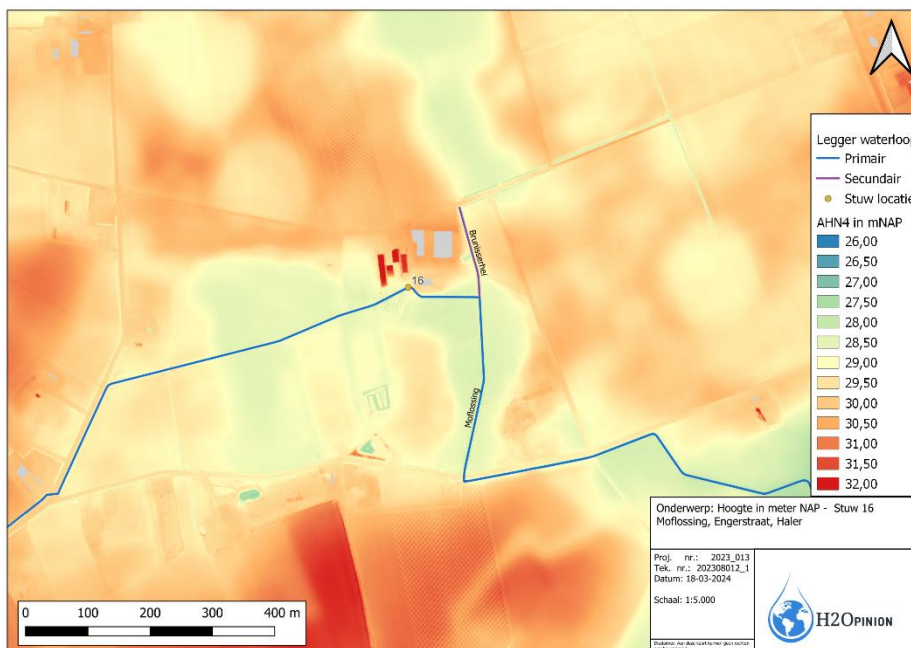 Legger waterloop
Primair
Secundair
Stuw locatie
AHN4 in mNAP
26,00
26,50
27,00
27,50
28,00
28,50
29,00
29,50
30,00
30,50
31,00
31,50
32,00
Brunisserhei
16
Moflossing
0 100 200 300 400 m
Onderwerp: Hoogte in meter NAP - Stuw 16
Moflossing, Engerstraat, Haler
Proj. nr.: 2023_013
Tek. nr.: 202308012_1
Datum: 18-03-2024
Schaal: 1:5.000
H2OPINION